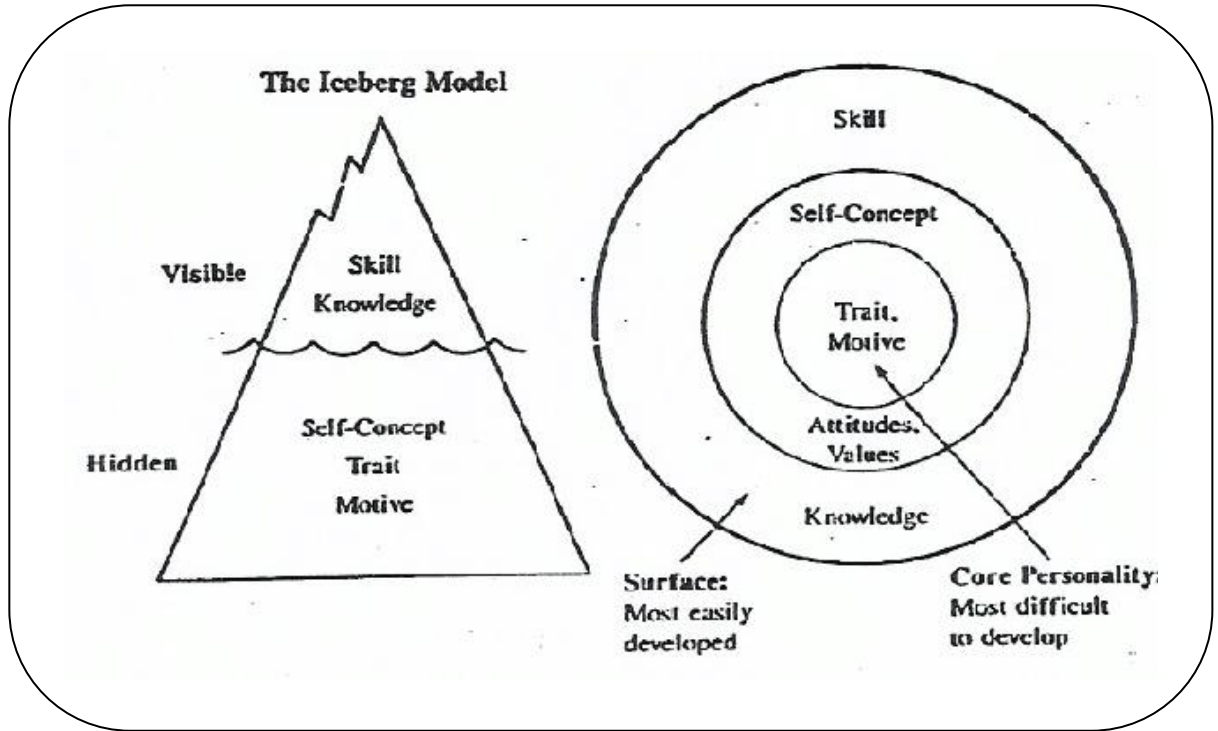 The Iceberg Model
Visible
Skill
Knowledge
Hidden
Self-Concept
Trait
Motive
Skill
Self-Concept
Trait,
Motive
Attitudes,
Values
Knowledge
Surface:
Most easily
developed
Core Personality:
Most difficult
to develop